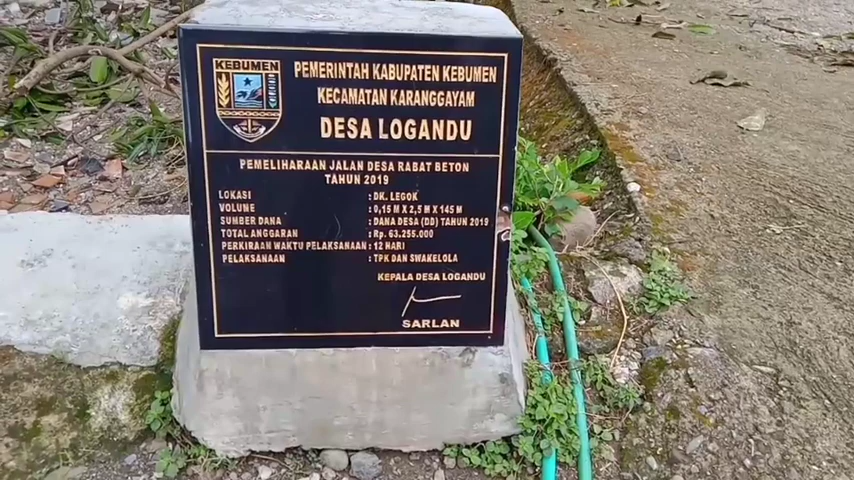 KEBUMEN
PEMERINTAH KABUPATEN KEBUMEN
KECAMATAN KARANGGAYAM
DESA LOGANDU
PEMELIHARAAN JALAN DESA RABAT BETON
TAHUN 2019
LOKASI : DK. LEGOK
VOLUME : 0,15 M X 2,5 M X 145 M
SUMBER DANA : DANA DESA (DD) TAHUN 2019
TOTAL ANGGARAN : Rp. 63.255.000
PERKIRAAN WAKTU PELAKSANAAN : 12 HARI
PELAKSANAAN : TPK DAN SWAKELOLA
KEPALA DESA LOGANDU
SARLAN